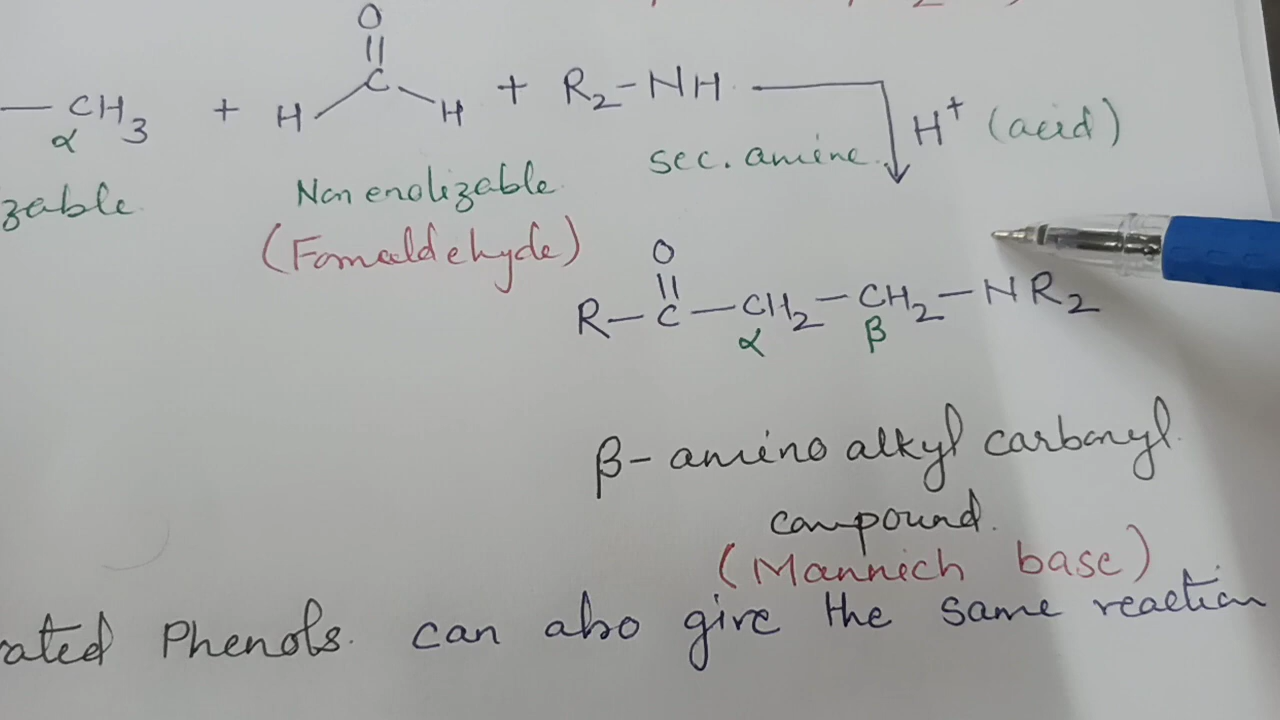 O
— CH3 + H C H + R2-NH H+ (acid)
α
zable Non enolizable sec. amine
(Fomaldehyde)
O
R—C—CH2—CH2—NR2
α β
β-amino alkyl carbonyl
compound.
(Mannich base)
ated Phenols. can also give the same reaction